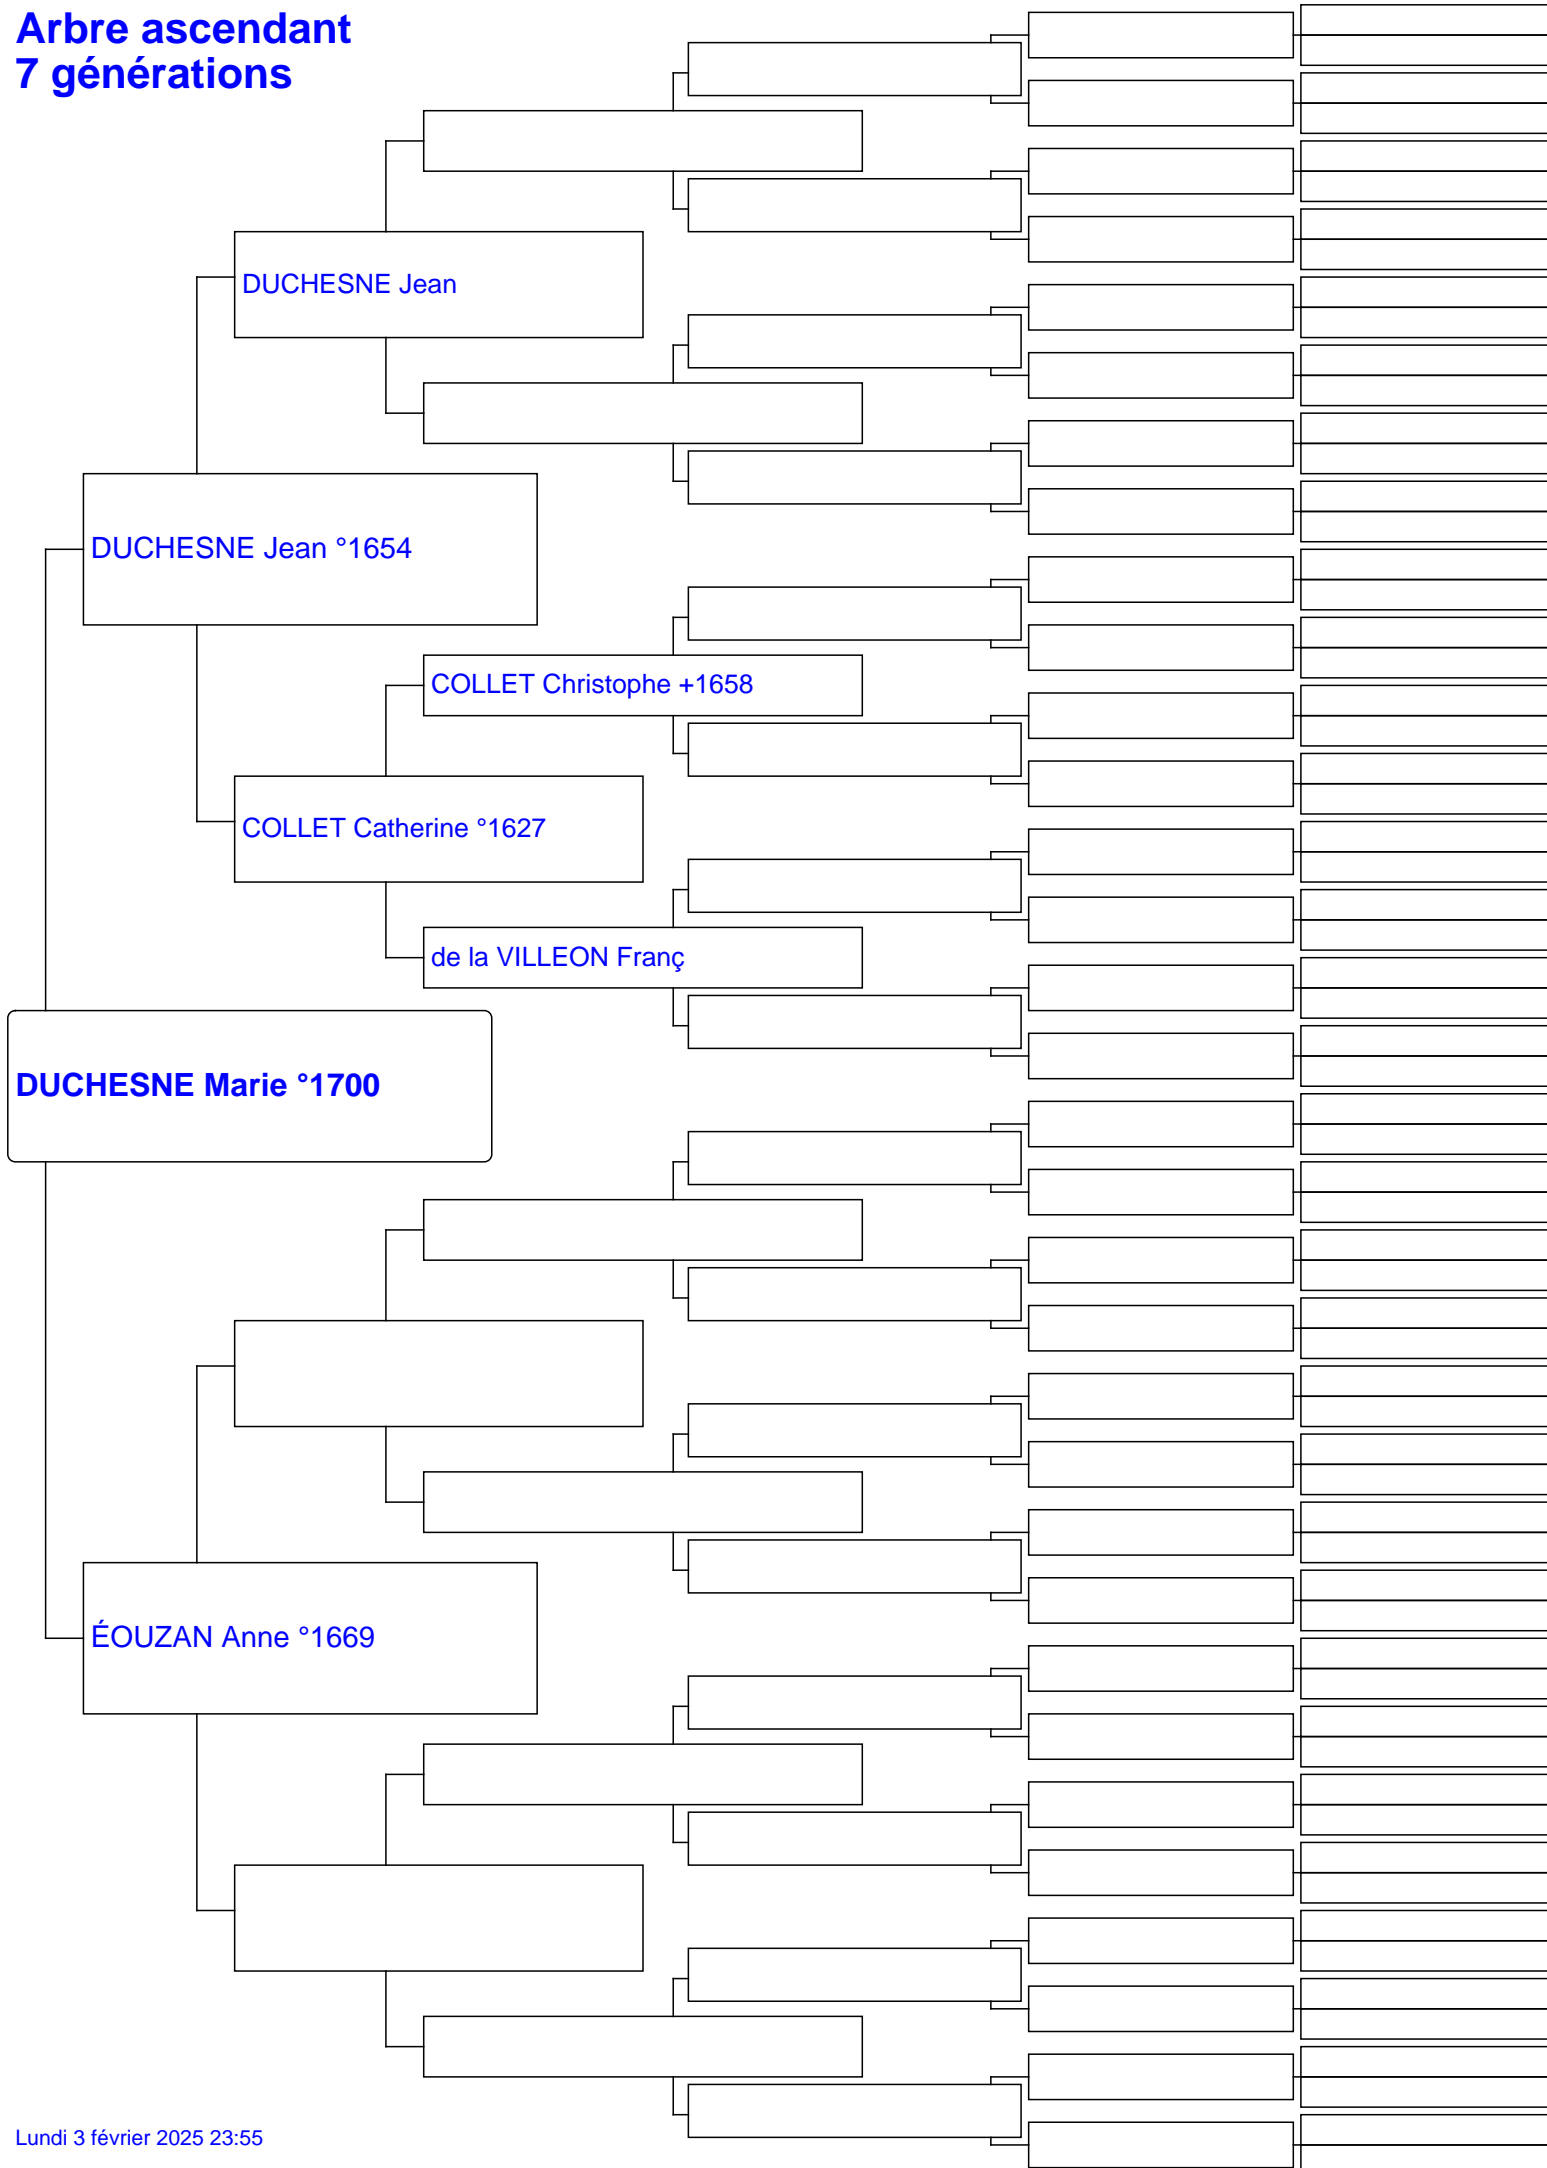 Arbre ascendant
7 générations
DUCHESNE Jean
DUCHESNE Jean °1654
COLLET Christophe +1658
COLLET Catherine °1627
de la VILLEON Franç
DUCHESNE Marie °1700
ÉOUZAN Anne °1669
Lundi 3 février 2025 23:55